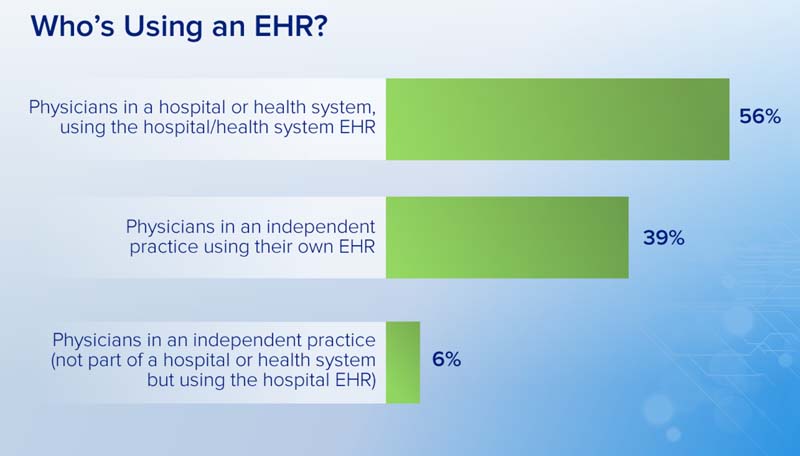 Who’s Using an EHR?
Physicians in a hospital or health system,
using the hospital/health system EHR
56%
Physicians in an independent
practice using their own EHR
39%
Physicians in an independent practice
(not part of a hospital or health system
but using the hospital EHR)
6%